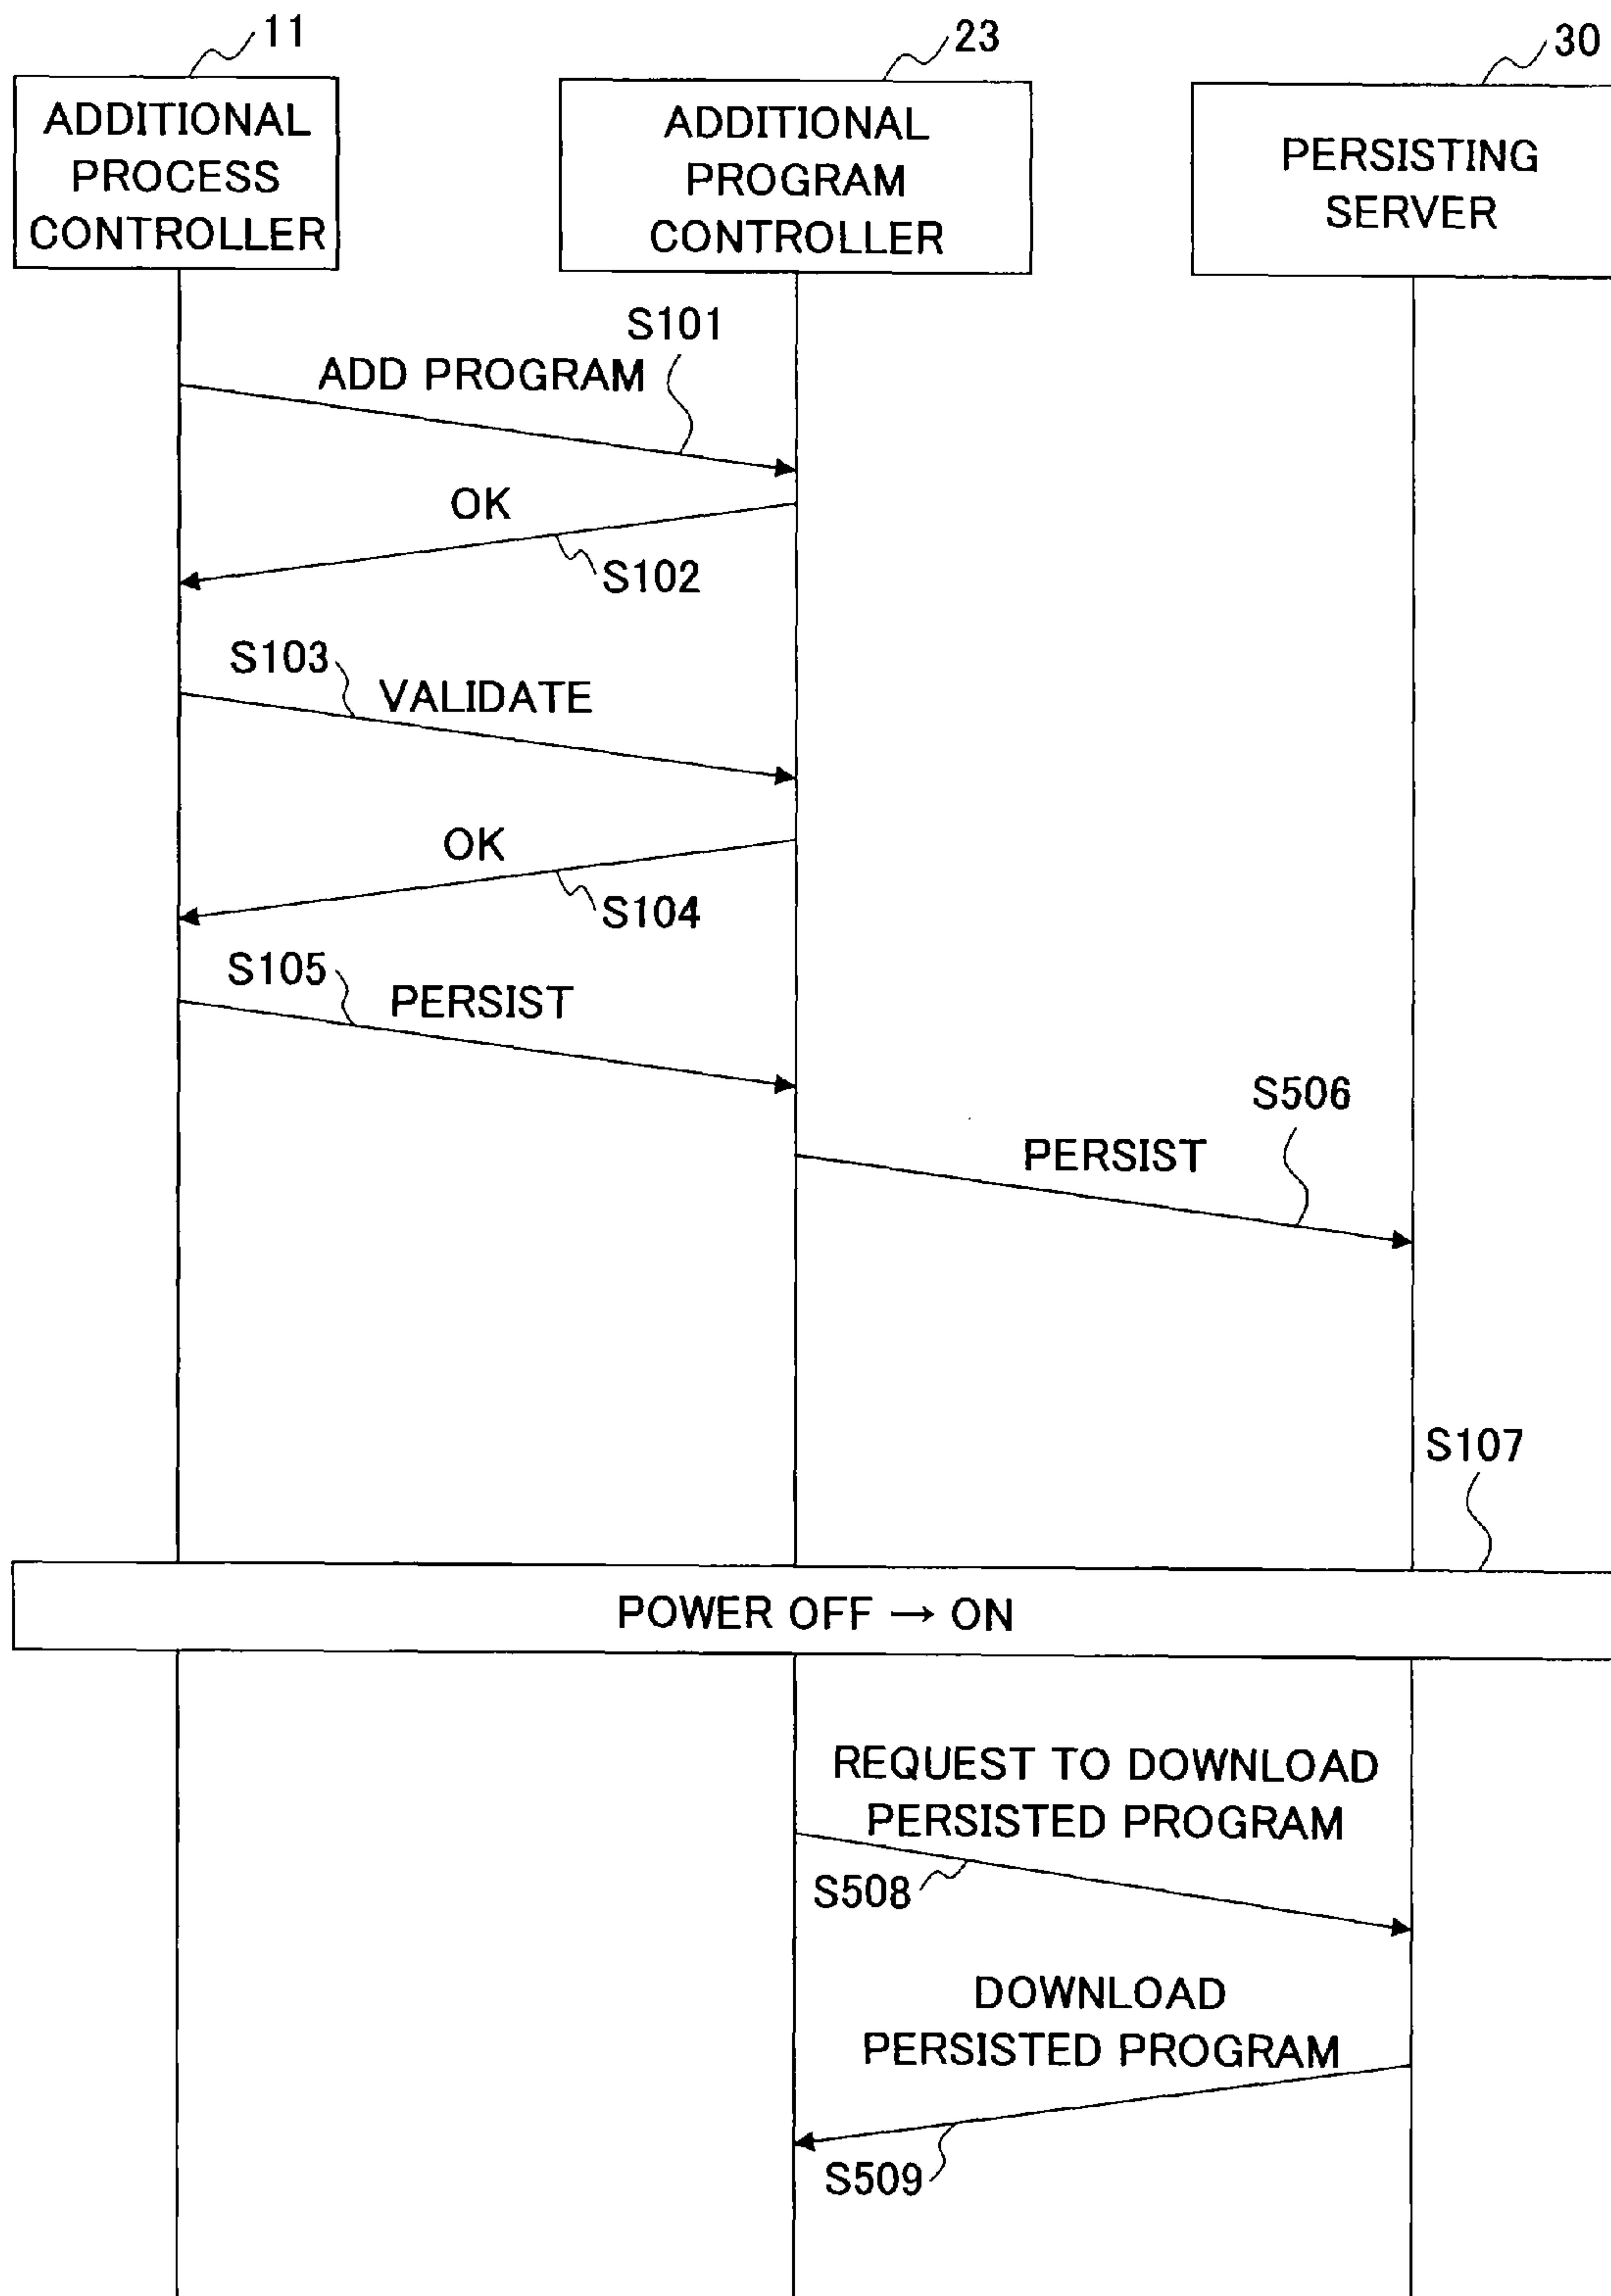 11
23
30
ADDITIONAL
PROCESS
CONTROLLER
ADDITIONAL
PROGRAM
CONTROLLER
PERSISTING
SERVER
S101
ADD PROGRAM
OK
S102
S103
VALIDATE
OK
S104
S105
PERSIST
S506
PERSIST
S107
POWER OFF → ON
REQUEST TO DOWNLOAD
PERSISTED PROGRAM
S508
DOWNLOAD
PERSISTED PROGRAM
S509